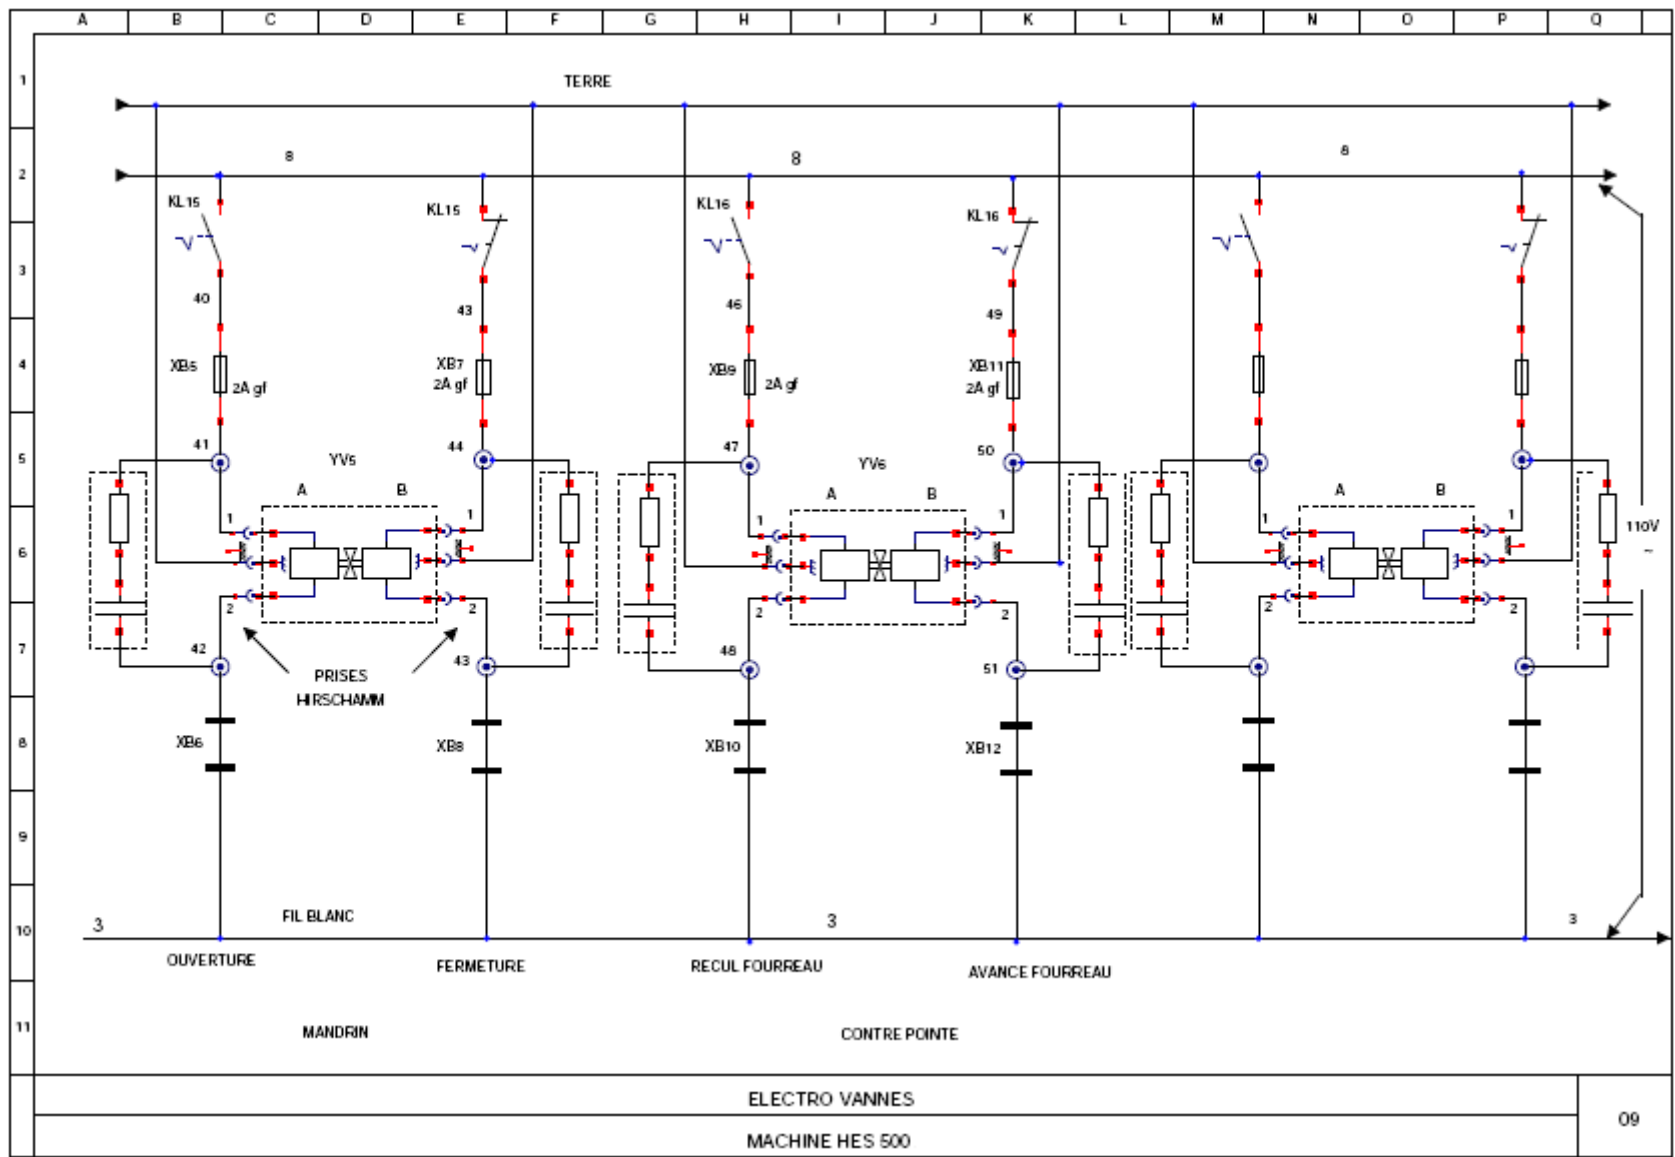 A B C D E F G H I J K L M N O P Q
1
TERRE
2
8 8 8
KL15 KL15 KL16 KL16
3
40 43 46 49
4
XB5 2A gf XB7 2A gf XB9 2A gf XB11 2A gf
5
41 YV5 44 47 YV6 50
A B A B A B
1 1 1 1 1 1
110V
~
6
2 2 2 2 2 2
7
42 43 48 51
PRISES
HIRSCHAMM
8
XB6 XB8 XB10 XB12
9
10
3 FIL BLANC 3 3
OUVERTURE FERMETURE RECUL FOURREAU AVANCE FOURREAU
11
MANDRIN CONTRE POINTE
ELECTRO VANNES
09
MACHINE HES 500